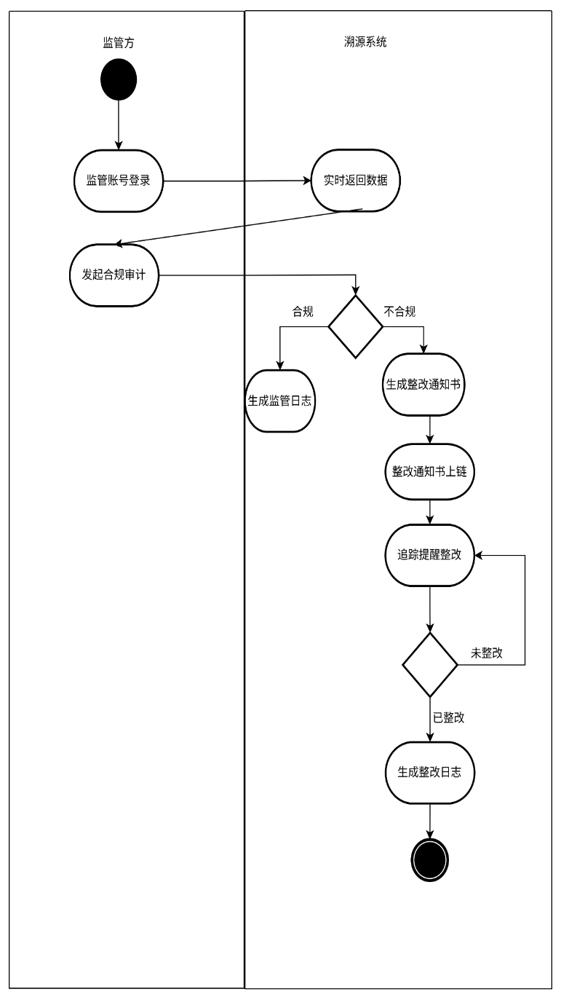 监管方
溯源系统
监管账号登录
实时返回数据
发起合规审计
合规
不合规
生成整改通知书
生成监管日志
整改通知书上链
追踪提醒整改
未整改
已整改
生成整改日志